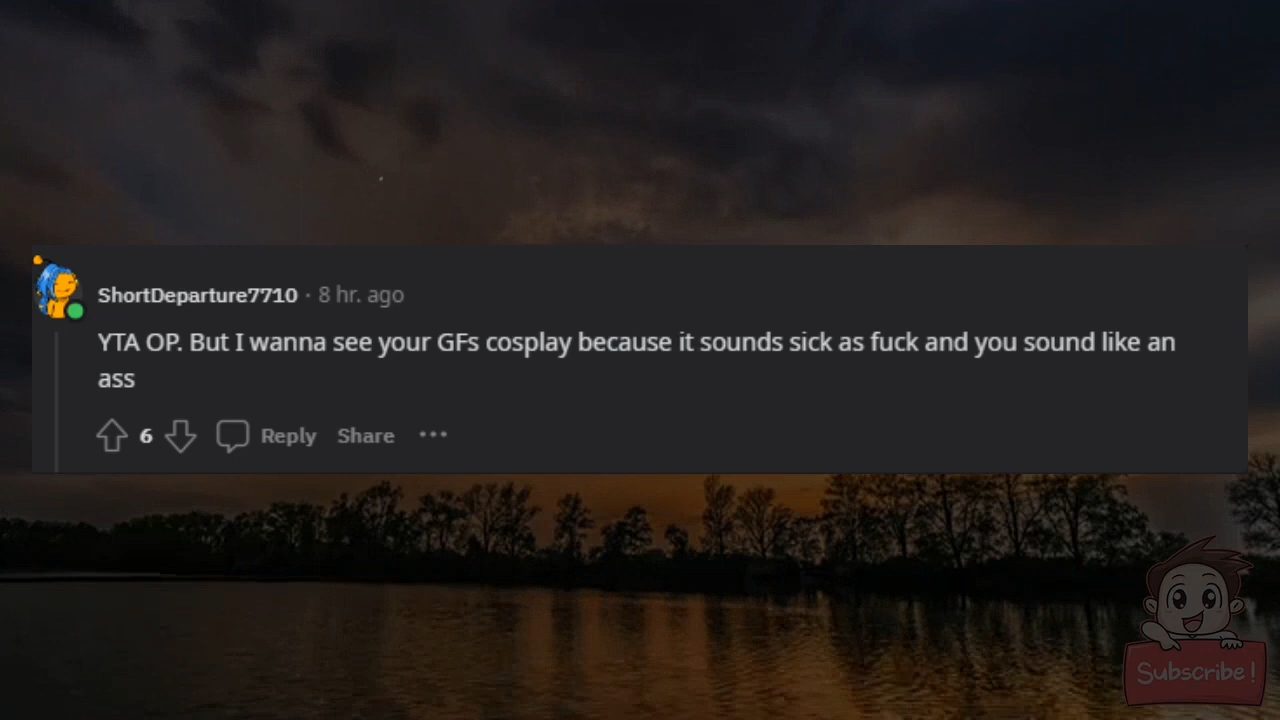 ShortDeparture7710 · 8 hr. ago
YTA OP. But I wanna see your GFs cosplay because it sounds sick as fuck and you sound like an
ass
6 Reply Share ···
Subscribe!